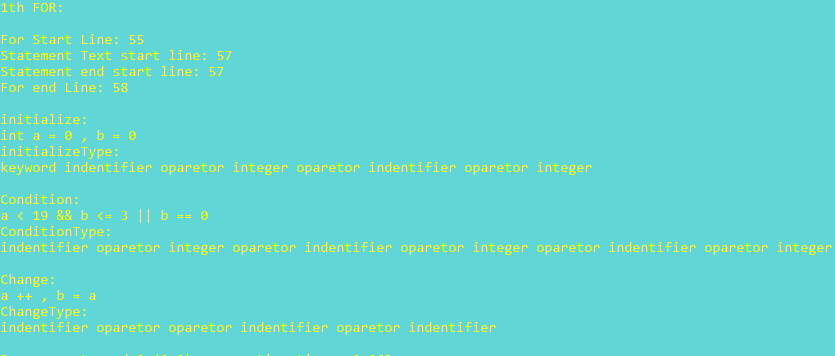 1th FOR:
For Start Line: 55
Statement Text start line: 57
Statement end start line: 57
For end Line: 58
initialize:
int a = 0 , b = 0
initializeType:
keyword indentifier oparetor integer oparetor indentifier oparetor integer
Condition:
a < 19 && b <= 3 || b == 0
ConditionType:
indentifier oparetor integer oparetor indentifier oparetor integer oparetor indentifier oparetor integer
Change:
a ++ , b = a
ChangeType:
indentifier oparetor oparetor indentifier oparetor indentifier